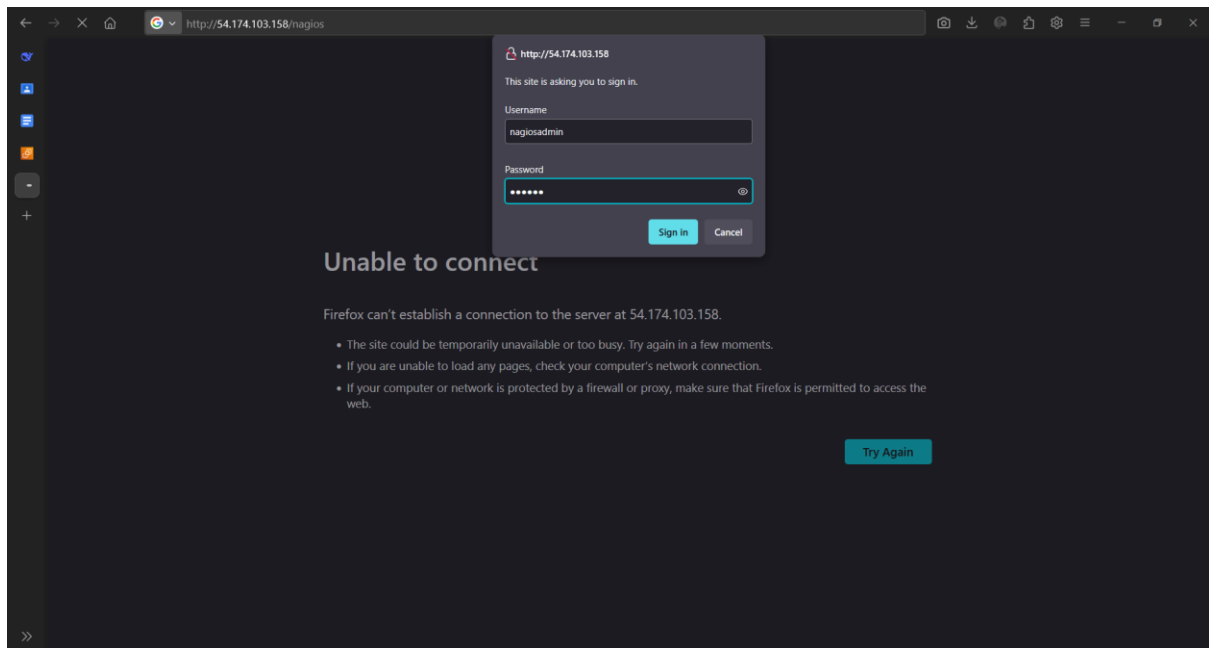 http://54.174.103.158/nagios
http://54.174.103.158
This site is asking you to sign in.
Username
nagiosadmin
Password
••••••
Sign in Cancel
Unable to connect
Firefox can't establish a connection to the server at 54.174.103.158.
• The site could be temporarily unavailable or too busy. Try again in a few moments.
• If you are unable to load any pages, check your computer's network connection.
• If your computer or network is protected by a firewall or proxy, make sure that Firefox is permitted to access the
web.
Try Again